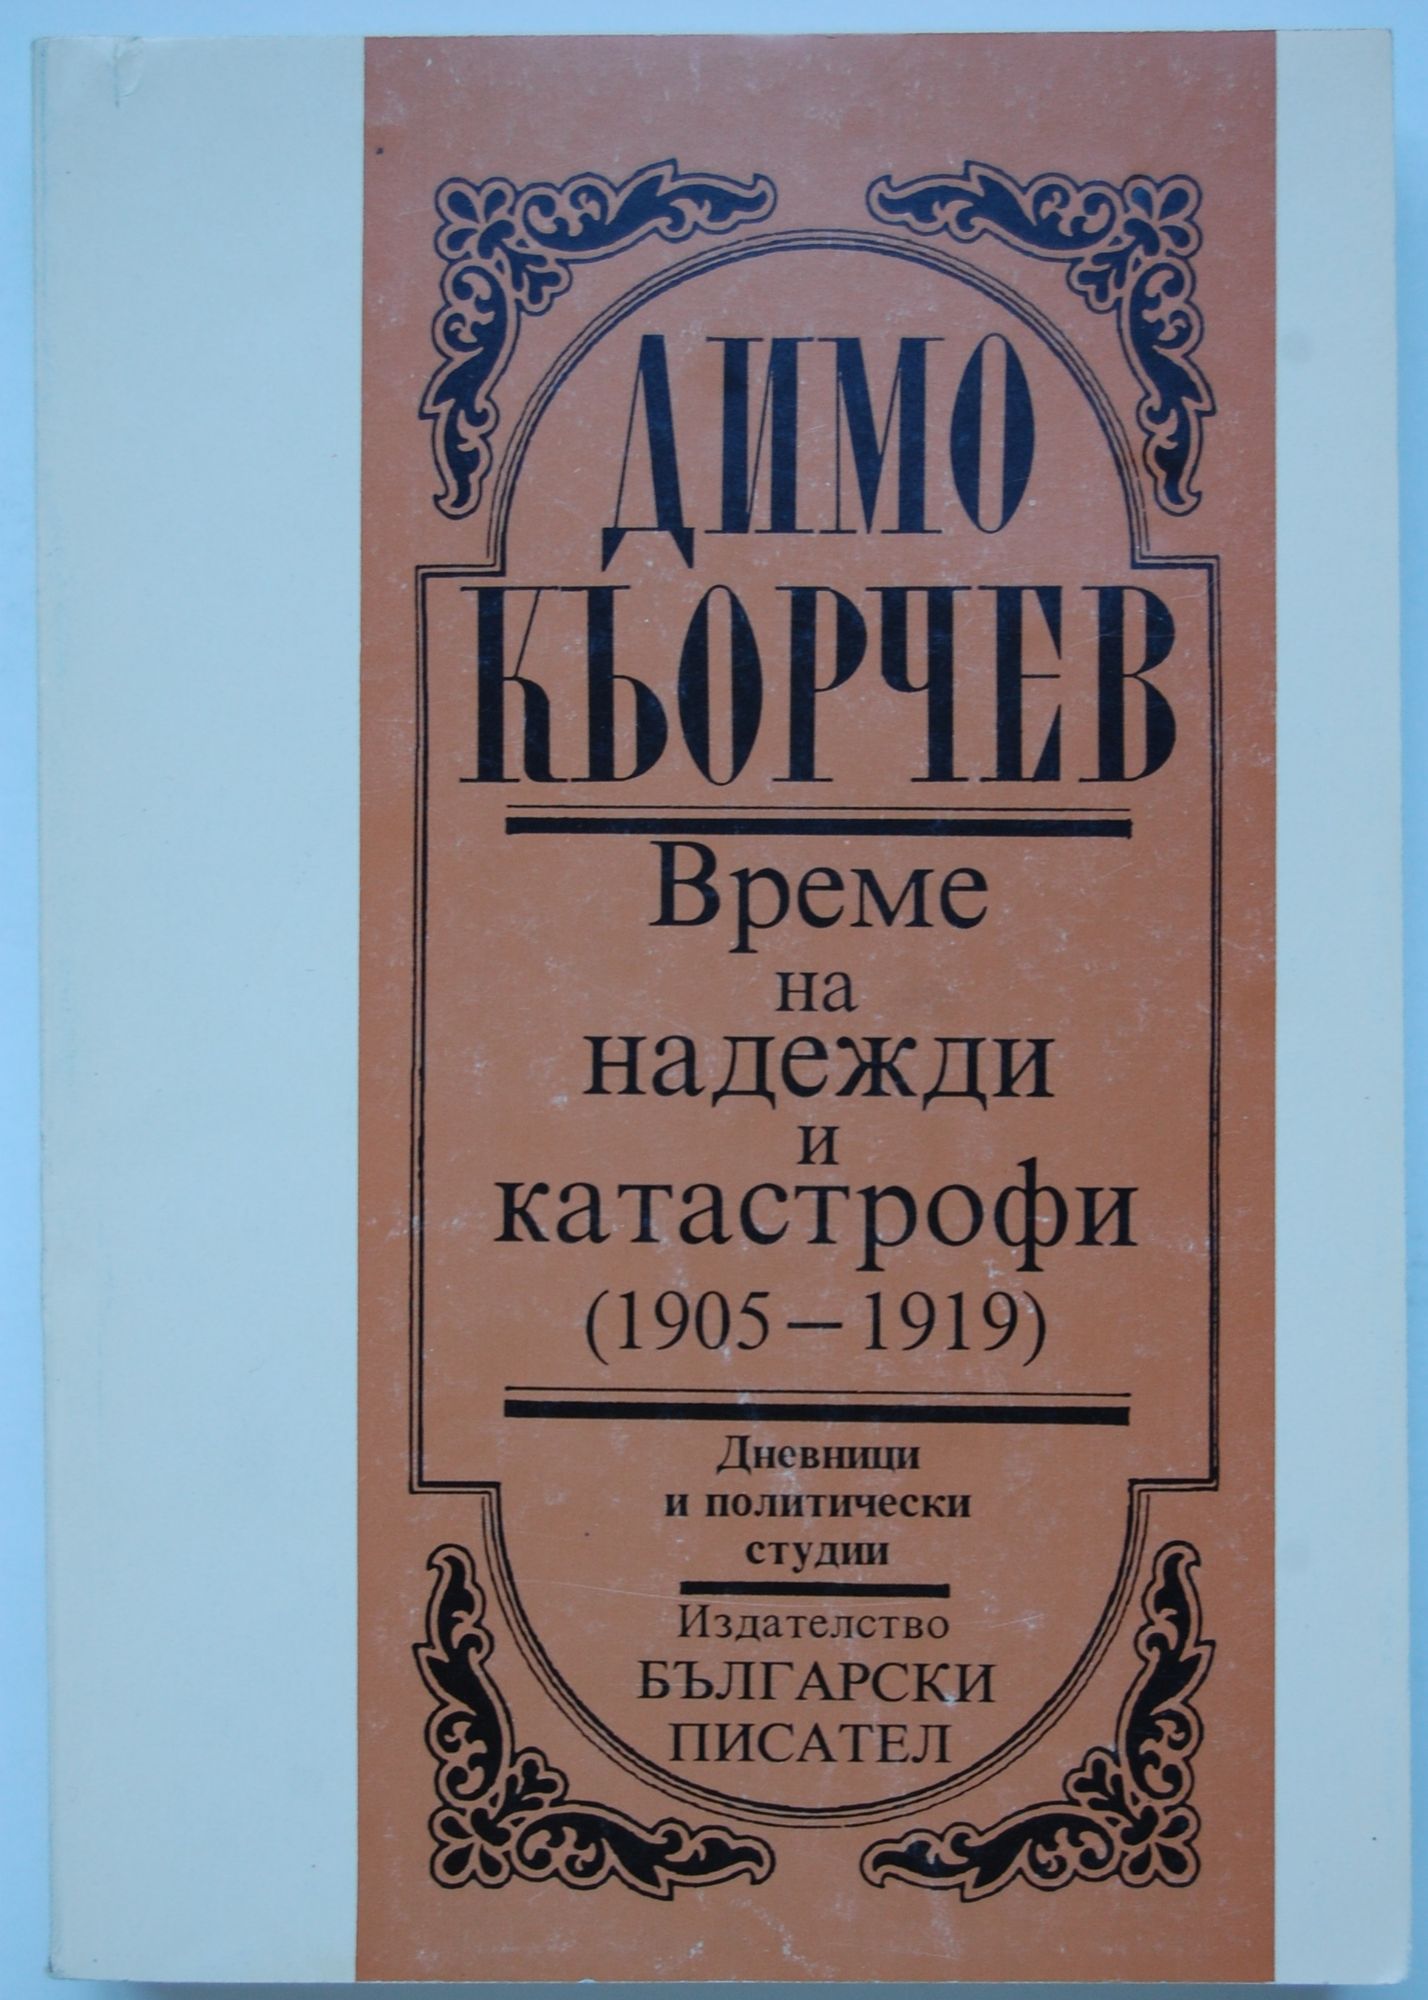 ДИМО
КЬОРЧЕВ
Време
на
надежди
и
катастрофи
(1905–1919)
Дневници
и политически
студии
Издателство
БЪЛГАРСКИ
ПИСАТЕЛ